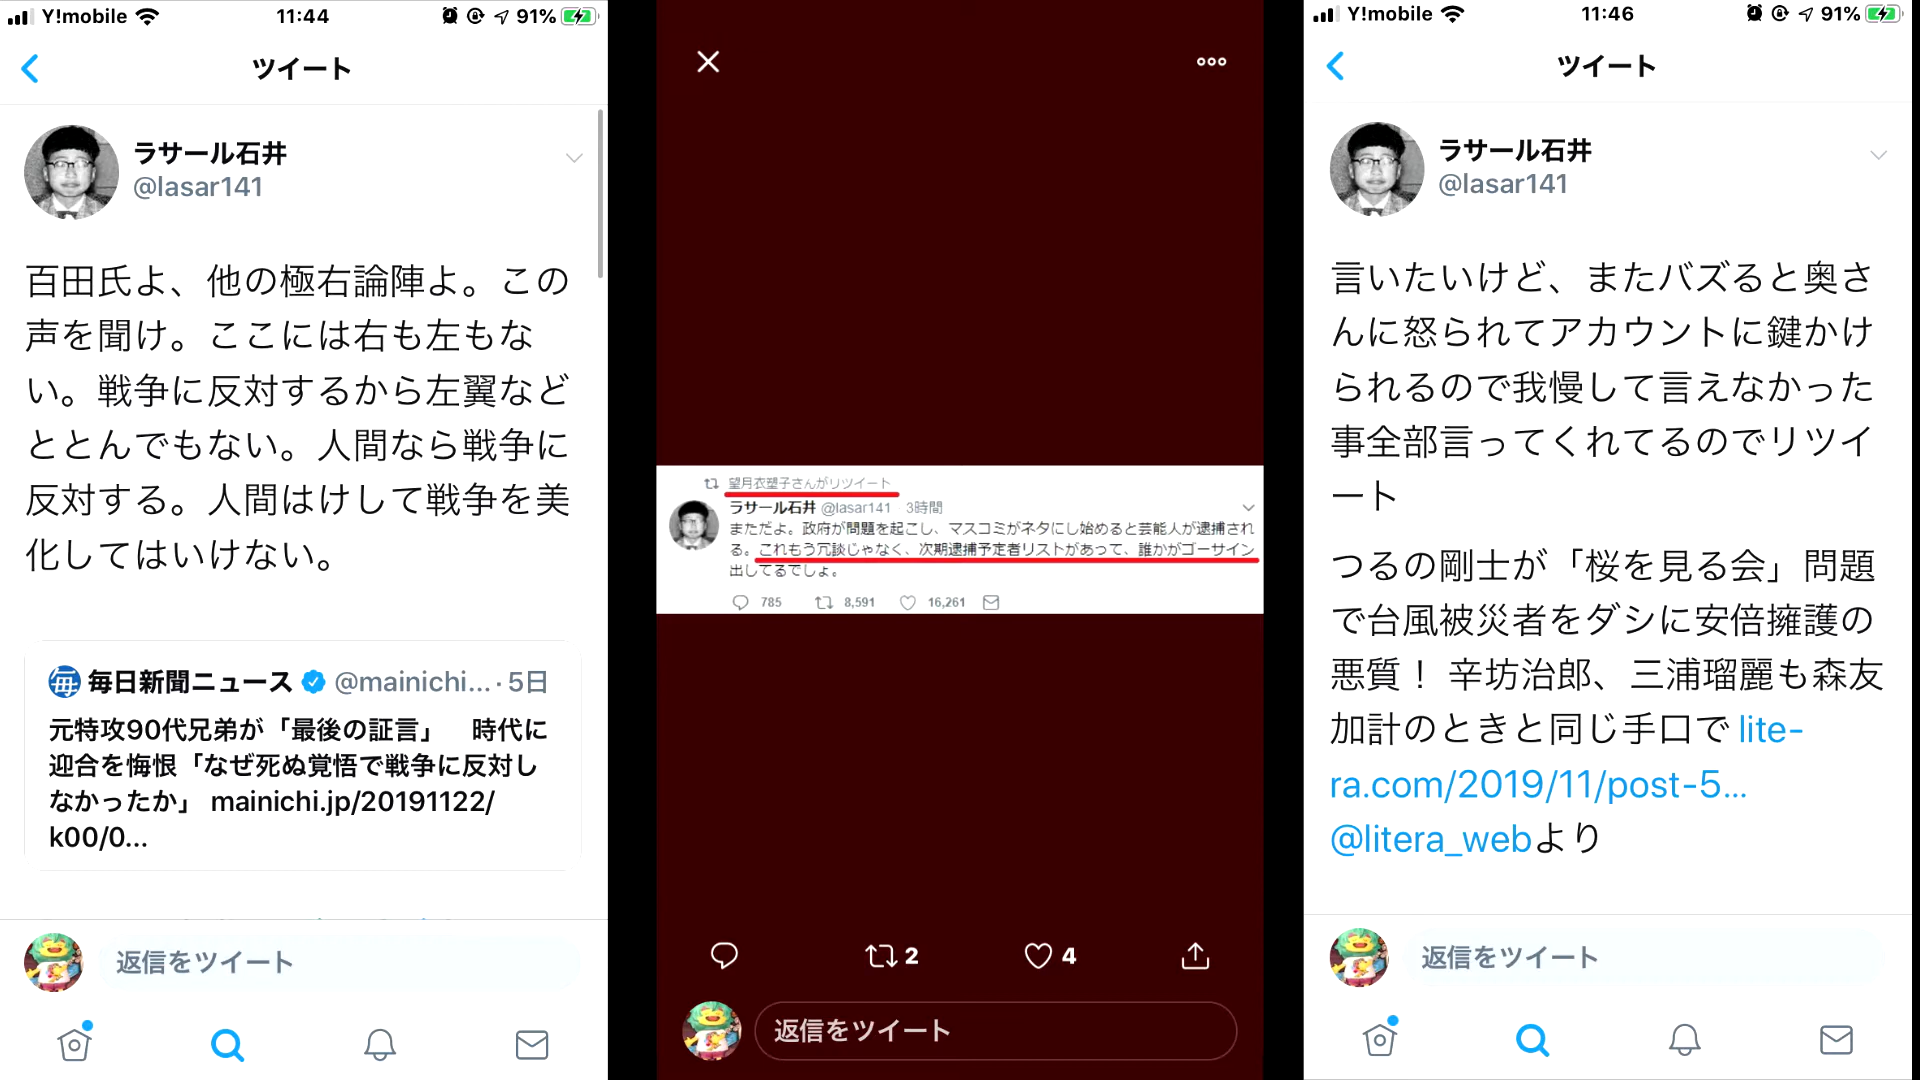 Y!mobile 11:44 91%
ツイート
ラサール石井
@lasar141
百田氏よ、他の極右論陣よ。この
声を聞け。ここには右も左もな
い。戦争に反対するから左翼など
ととんでもない。人間なら戦争に
反対する。人間はけして戦争を美
化してはいけない。
毎日新聞ニュース @mainichi... · 5日
元特攻90代兄弟が「最後の証言」 時代に
迎合を悔恨「なぜ死ぬ覚悟で戦争に反対し
なかったか」 mainichi.jp/20191122/
k00/0...
返信をツイート
望月衣塑子さんがリツイート
ラサール石井 @lasar141 3時間
まただよ。政府が問題を起こし、マスコミがネタにし始めると芸能人が逮捕され
る。これもう冗談じゃなく、次期逮捕予定者リストがあって、誰かがゴーサイン
出してるでしょ。
785 8,591 16,261
2 4
返信をツイート
Y!mobile 11:46 91%
ツイート
ラサール石井
@lasar141
言いたいけど、またバズると奥さ
んに怒られてアカウントに鍵かけ
られるので我慢して言えなかった
事全部言ってくれてるのでリツイ
ート
つるの剛士が「桜を見る会」問題
で台風被災者をダシに安倍擁護の
悪質！ 辛坊治郎、三浦瑠麗も森友
加計のときと同じ手口で lite-
ra.com/2019/11/post-5...
@litera_webより
返信をツイート